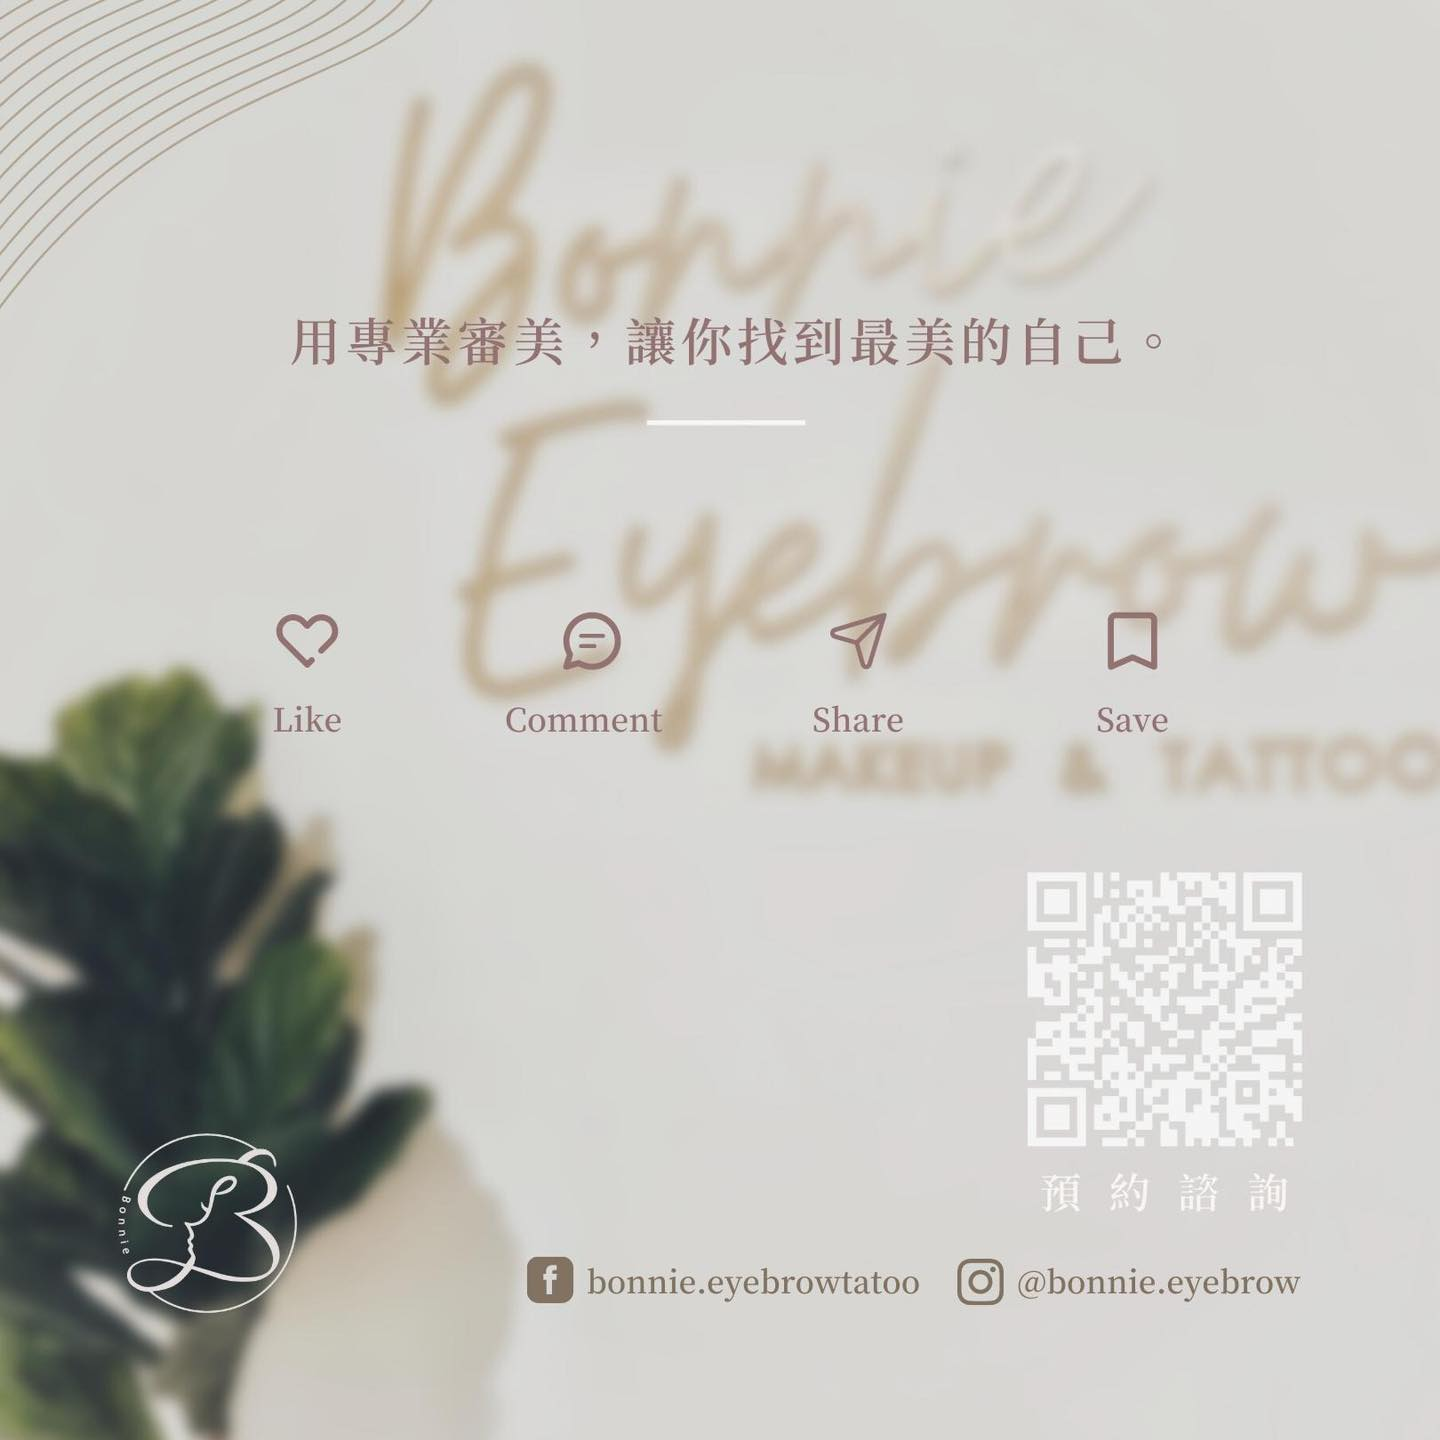 Bonnie
用專業審美，讓你找到最美的自己。
Eyebrow
Like Comment Share Save
MAKEUP & TATTOO
預約諮詢
Bonnie
bonnie.eyebrowtatoo @bonnie.eyebrow